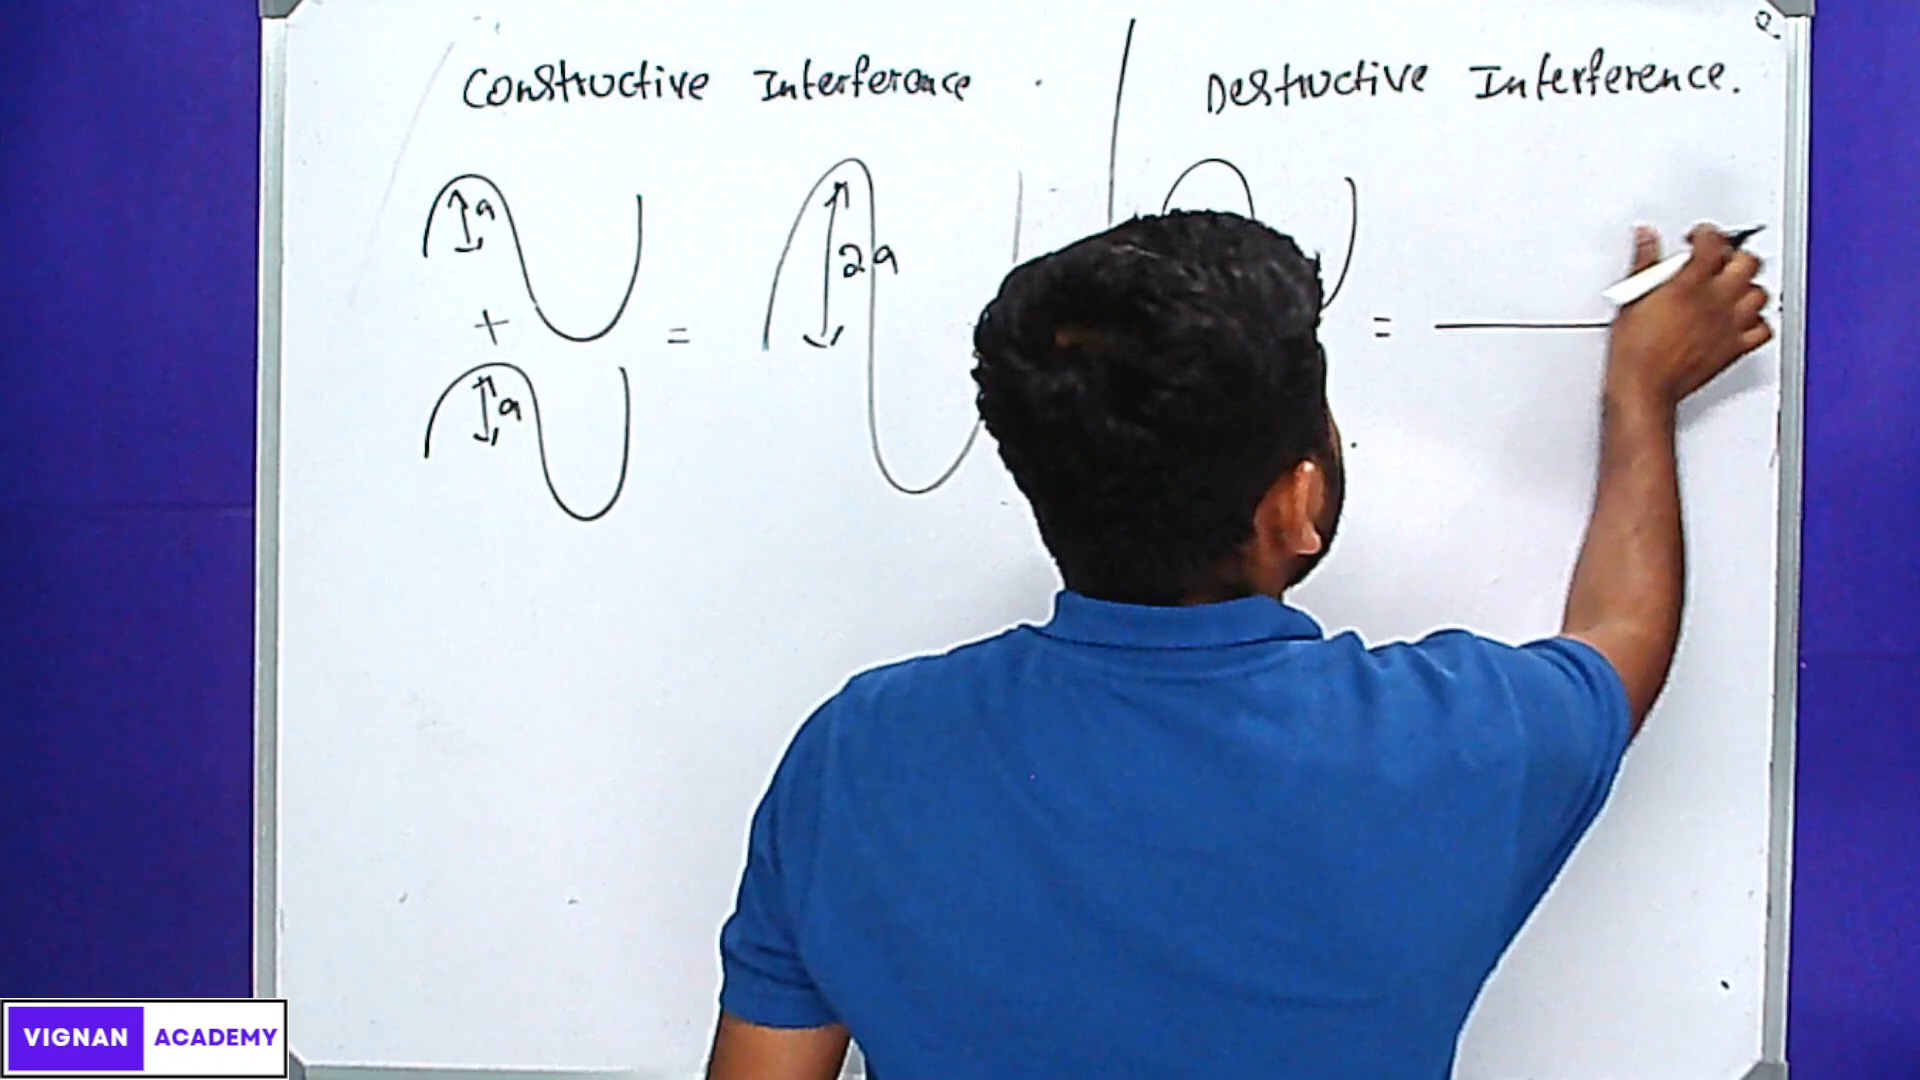 Constructive Interference
Destructive Interference.
a
2a
+
=
=
a
VIGNAN ACADEMY